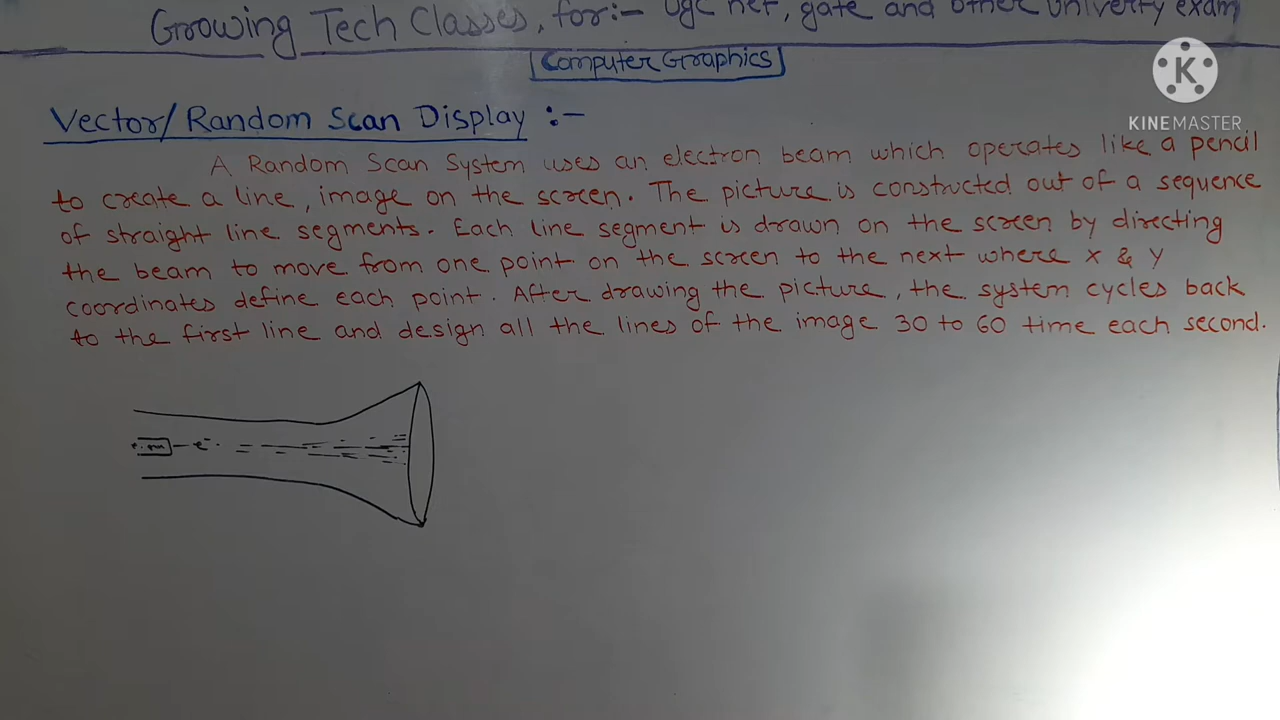 Growing Tech Classes, for:- Ugc net, gate and other Univerty exam
Computer Graphics
K
KINEMASTER
Vector/Random Scan Display :-
A Random Scan System uses an electron beam which operates like a pencil
to create a line, image on the screen. The picture is constructed out of a sequence
of straight line segments. Each line segment is drawn on the screen by directing
the beam to move from one point on the screen to the next where x & y
coordinates define each point. After drawing the picture, the system cycles back
to the first line and design all the lines of the image 30 to 60 time each second.
e-